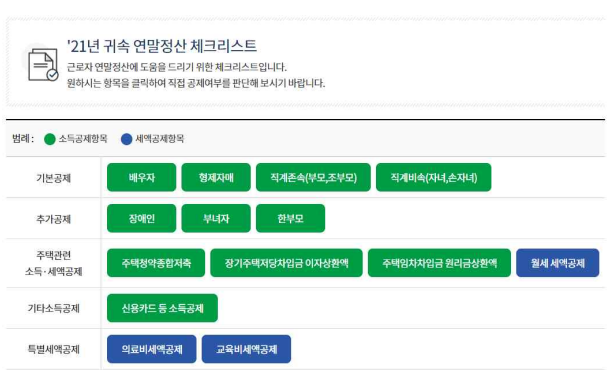 '21년 귀속 연말정산 체크리스트
근로자 연말정산에 도움을 드리기 위한 체크리스트입니다.
원하시는 항목을 클릭하여 직접 공제여부를 판단해 보시기 바랍니다.
범례 : 소득공제항목 세액공제항목
기본공제 배우자 형제자매 직계존속(부모,조부모) 직계비속(자녀,손자녀)
추가공제 장애인 부녀자 한부모
주택관련
소득·세액공제 주택청약종합저축 장기주택저당차입금 이자상환액 주택임차차입금 원리금상환액 월세 세액공제
기타소득공제 신용카드 등 소득공제
특별세액공제 의료비세액공제 교육비세액공제